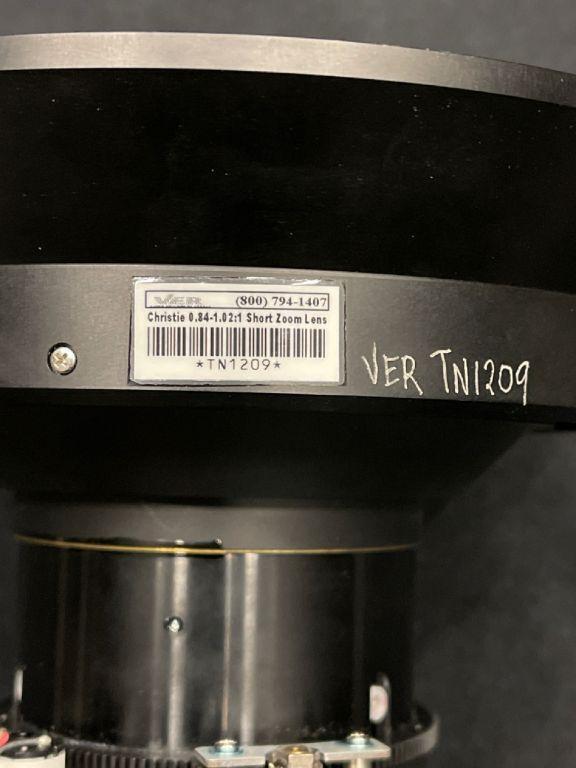 VER (800) 794-1407
Christie 0.84-1.02:1 Short Zoom Lens
*TN1209*
VER TN1209